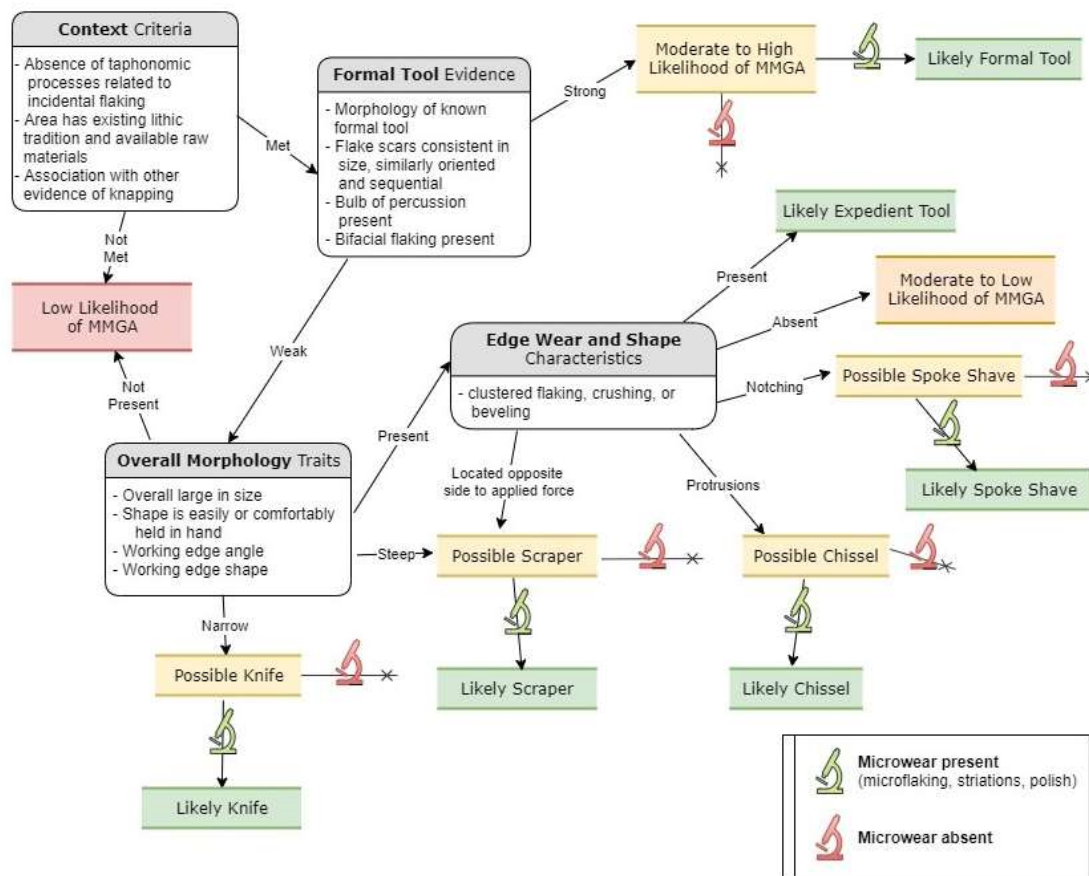 Context Criteria
- Absence of taphonomic
processes related to
incidental flaking
- Area has existing lithic
tradition and available raw
materials
- Association with other
evidence of knapping
Met
Not
Met
Formal Tool Evidence
- Morphology of known
formal tool
- Flake scars consistent in
size, similarly oriented
and sequential
- Bulb of percussion
present
- Bifacial flaking present
Strong
Moderate to High
Likelihood of MMGA
Likely Formal Tool
Likely Expedient Tool
Low Likelihood
of MMGA
Weak
Present
Moderate to Low
Likelihood of MMGA
Absent
Edge Wear and Shape
Characteristics
- clustered flaking, crushing, or
beveling
Notching
Possible Spoke Shave
Not
Present
Present
Overall Morphology Traits
- Overall large in size
- Shape is easily or comfortably
held in hand
- Working edge angle
- Working edge shape
Located opposite
side to applied force
Protrusions
Likely Spoke Shave
Steep
Possible Scraper
Possible Chissel
Narrow
Possible Knife
Likely Scraper
Likely Chissel
Likely Knife
Microwear present
(microflaking, striations, polish)
Microwear absent